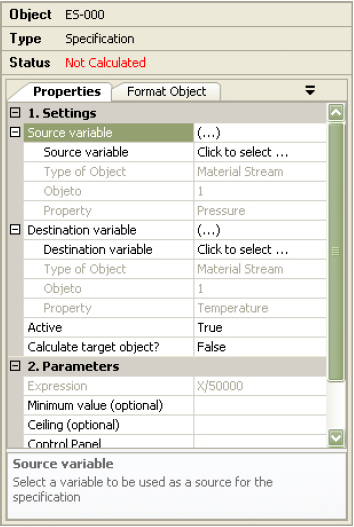 Object ES-000
Type Specification
Status Not Calculated
Properties Format Object
1. Settings
Source variable (...)
Source variable Click to select ...
Type of Object Material Stream
Objeto 1
Property Pressure
Destination variable (...)
Destination variable Click to select ...
Type of Object Material Stream
Objeto 1
Property Temperature
Active True
Calculate target object? False
2. Parameters
Expression X/50000
Minimum value (optional)
Ceiling (optional)
Control Panel
Source variable
Select a variable to be used as a source for the
specification